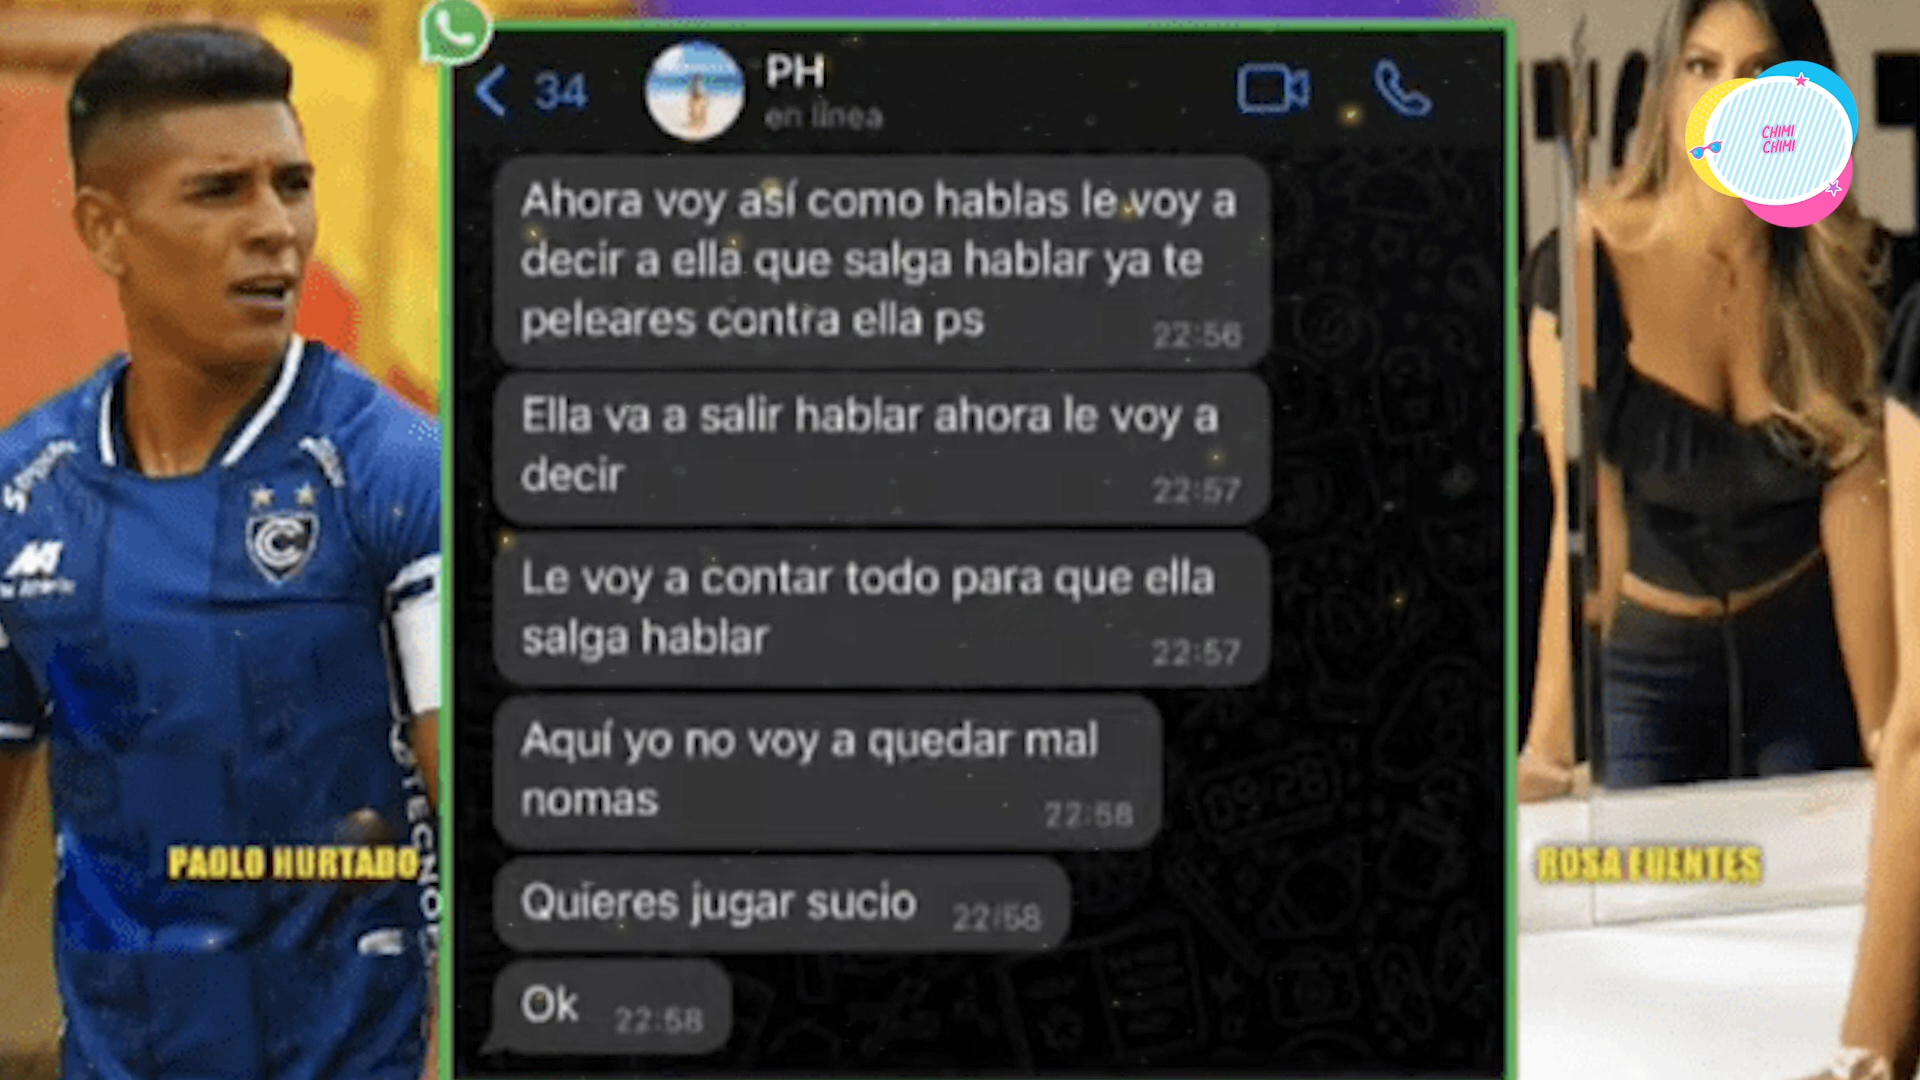 34
PH
en línea
CHIMI
CHIMI
Ahora voy así como hablas le voy a
decir a ella que salga hablar ya te
peleares contra ella ps
22:56
Ella va a salir hablar ahora le voy a
decir
22:57
Le voy a contar todo para que ella
salga hablar
22:57
Aquí yo no voy a quedar mal
nomas
22:58
Quieres jugar sucio
22:58
Ok
22:58
PAOLO HURTADO
ROSA FUENTES